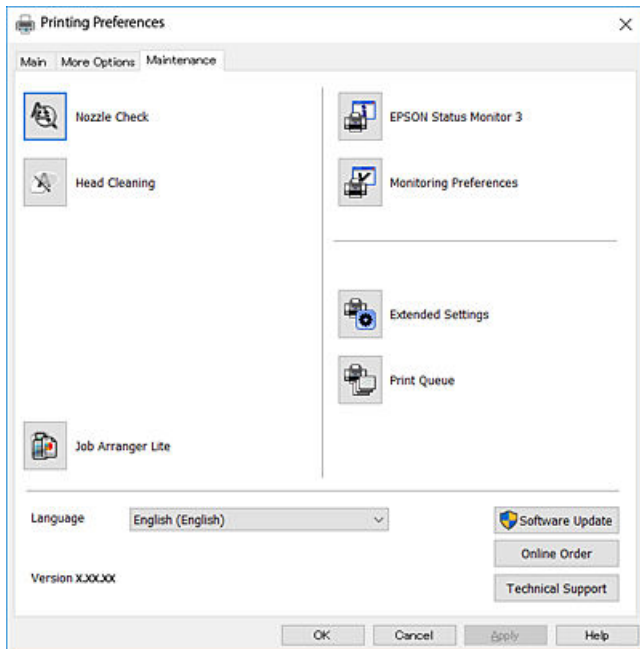 Printing Preferences
Main More Options Maintenance
Nozzle Check
Head Cleaning
Job Arranger Lite
EPSON Status Monitor 3
Monitoring Preferences
Extended Settings
Print Queue
Language English (English)
Version X.XX.XX
Software Update
Online Order
Technical Support
OK Cancel Apply Help